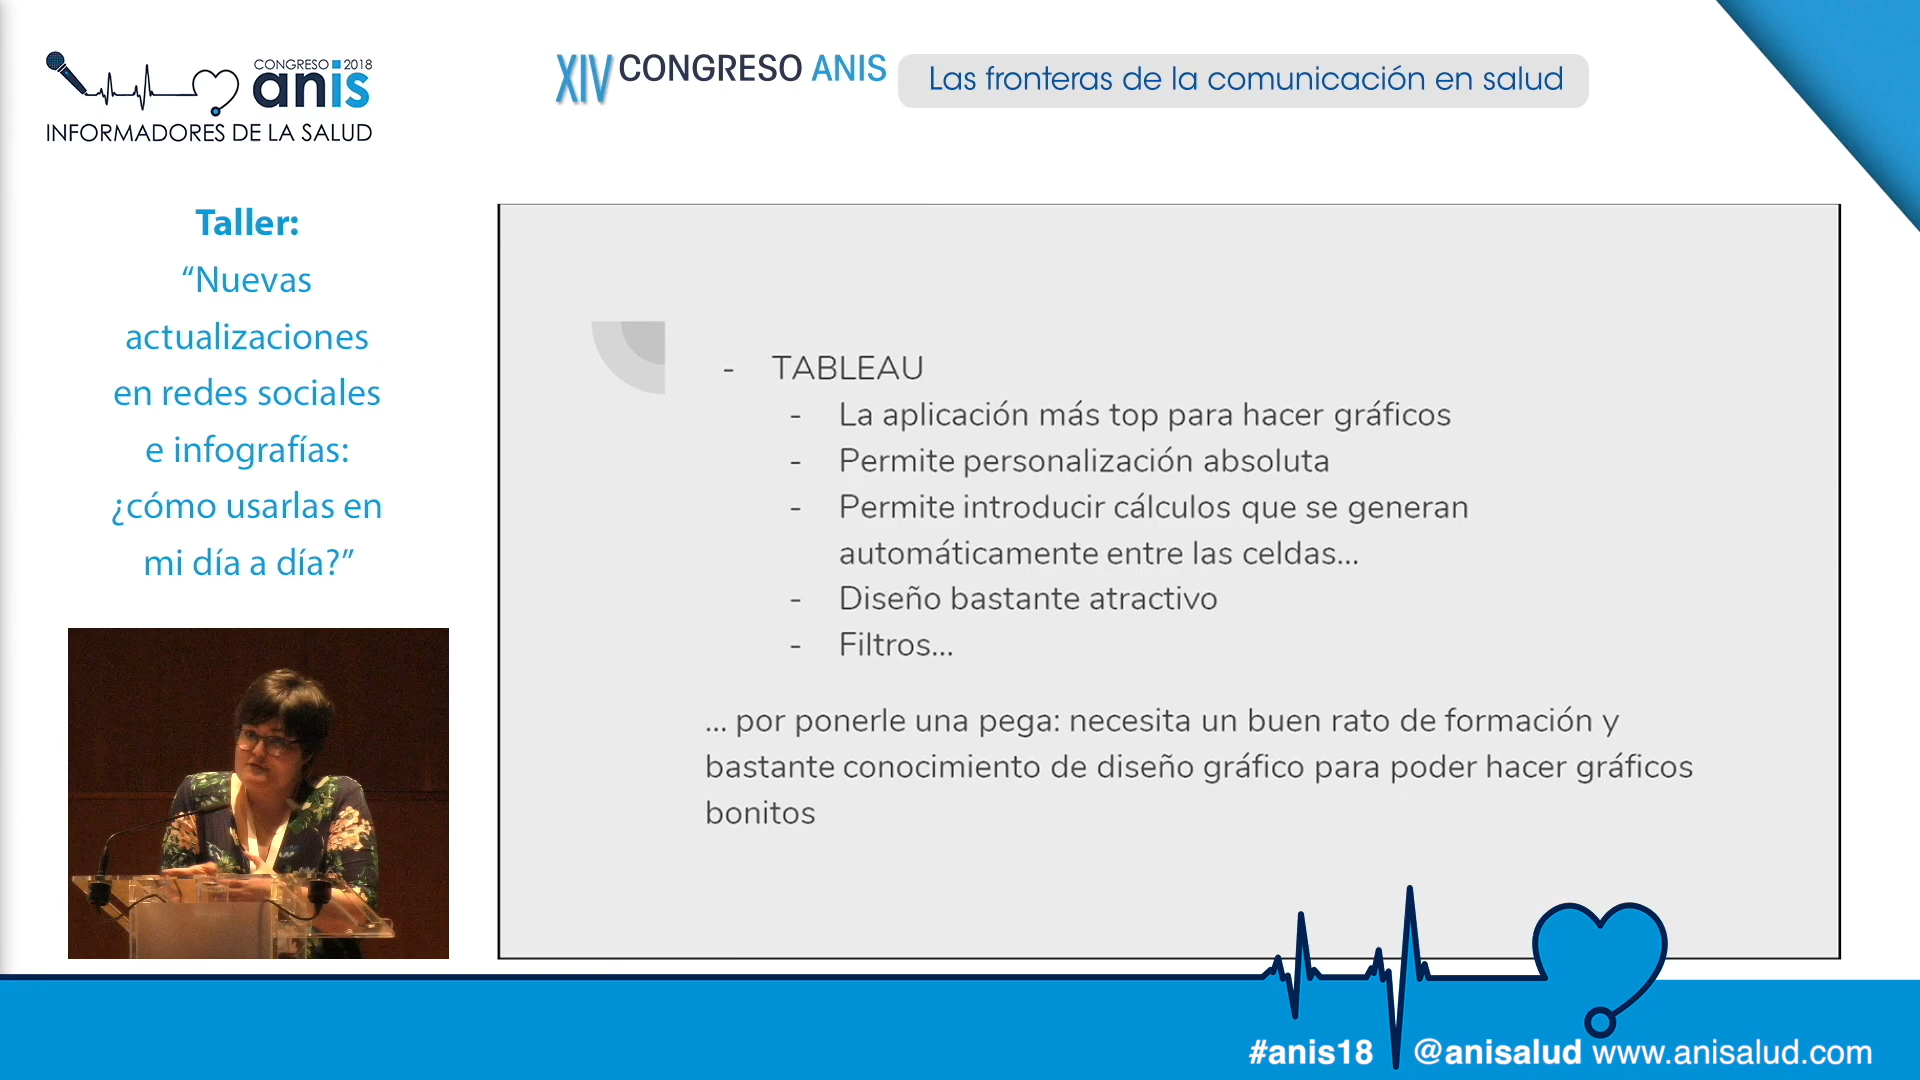 CONGRESO 2018
anis
INFORMADORES DE LA SALUD
XIV CONGRESO ANIS
Las fronteras de la comunicación en salud
Taller:
“Nuevas
actualizaciones
en redes sociales
e infografías:
¿cómo usarlas en
mi día a día?”
- TABLEAU
- La aplicación más top para hacer gráficos
- Permite personalización absoluta
- Permite introducir cálculos que se generan
automáticamente entre las celdas...
- Diseño bastante atractivo
- Filtros...
... por ponerle una pega: necesita un buen rato de formación y
bastante conocimiento de diseño gráfico para poder hacer gráficos
bonitos
#anis18 @anisalud www.anisalud.com